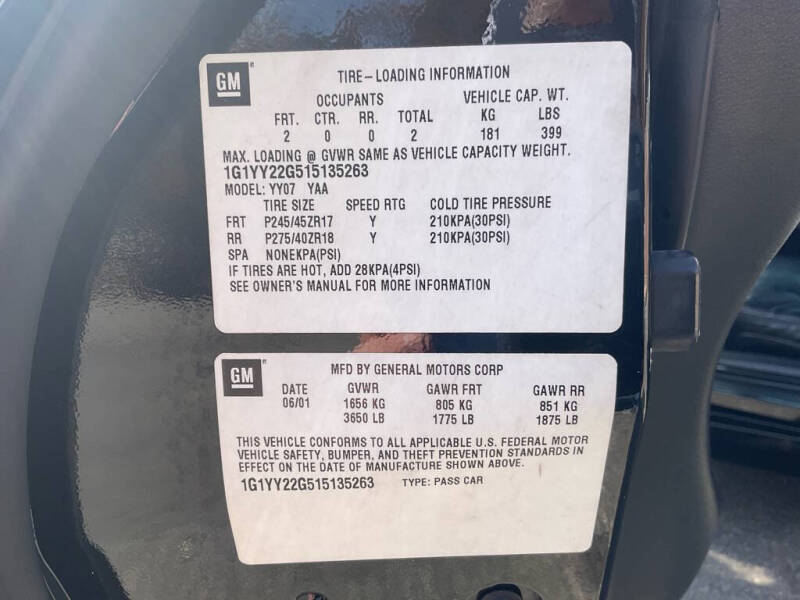 GM ®
TIRE-LOADING INFORMATION
OCCUPANTS VEHICLE CAP. WT.
FRT. CTR. RR. TOTAL KG LBS
2 0 0 2 181 399
MAX. LOADING @ GVWR SAME AS VEHICLE CAPACITY WEIGHT.
1G1YY22G515135263
MODEL: YY07 YAA
TIRE SIZE SPEED RTG COLD TIRE PRESSURE
FRT P245/45ZR17 Y 210KPA(30PSI)
RR P275/40ZR18 Y 210KPA(30PSI)
SPA NONEKPA(PSI)
IF TIRES ARE HOT, ADD 28KPA(4PSI)
SEE OWNER'S MANUAL FOR MORE INFORMATION
GM ®
MFD BY GENERAL MOTORS CORP
DATE GVWR GAWR FRT GAWR RR
06/01 1656 KG 805 KG 851 KG
3650 LB 1775 LB 1875 LB
THIS VEHICLE CONFORMS TO ALL APPLICABLE U.S. FEDERAL MOTOR
VEHICLE SAFETY, BUMPER, AND THEFT PREVENTION STANDARDS IN
EFFECT ON THE DATE OF MANUFACTURE SHOWN ABOVE.
1G1YY22G515135263 TYPE: PASS CAR